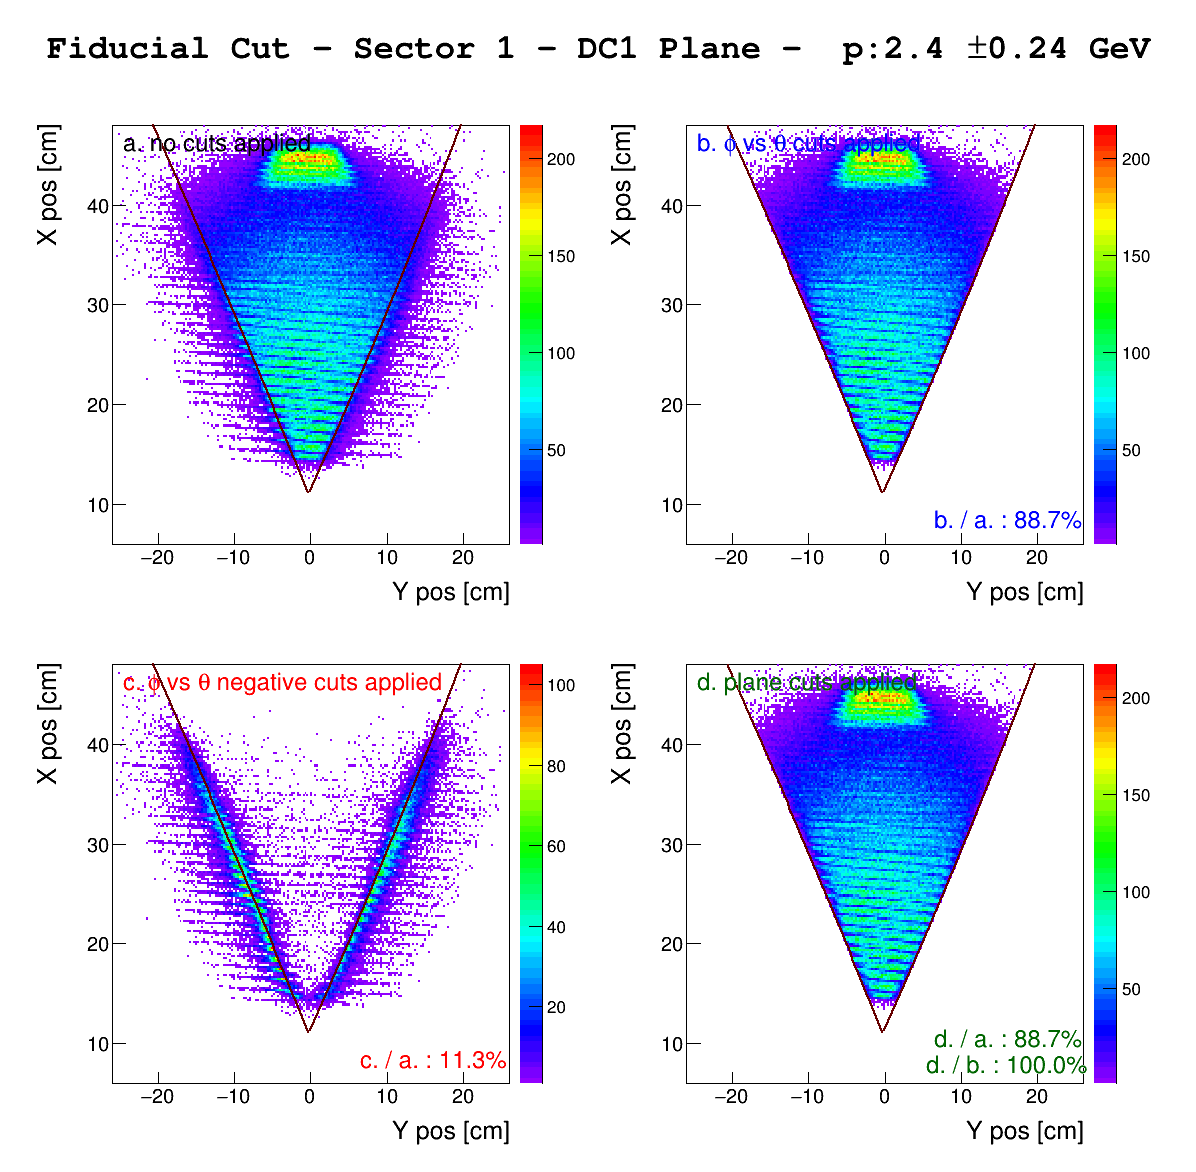 Fiducial Cut – Sector 1 – DC1 Plane – p:2.4 ±0.24 GeV
X pos [cm]
a. no cuts applied
40
30
20
10
−20 −10 0 10 20
Y pos [cm]
200
150
100
50
X pos [cm]
b. ϕ vs θ cuts applied
40
30
20
10
b. / a. : 88.7%
−20 −10 0 10 20
Y pos [cm]
200
150
100
50
X pos [cm]
c. ϕ vs θ negative cuts applied
40
30
20
10
c. / a. : 11.3%
−20 −10 0 10 20
Y pos [cm]
100
80
60
40
20
X pos [cm]
d. plane cuts applied
40
30
20
10
d. / a. : 88.7%
d. / b. : 100.0%
−20 −10 0 10 20
Y pos [cm]
200
150
100
50